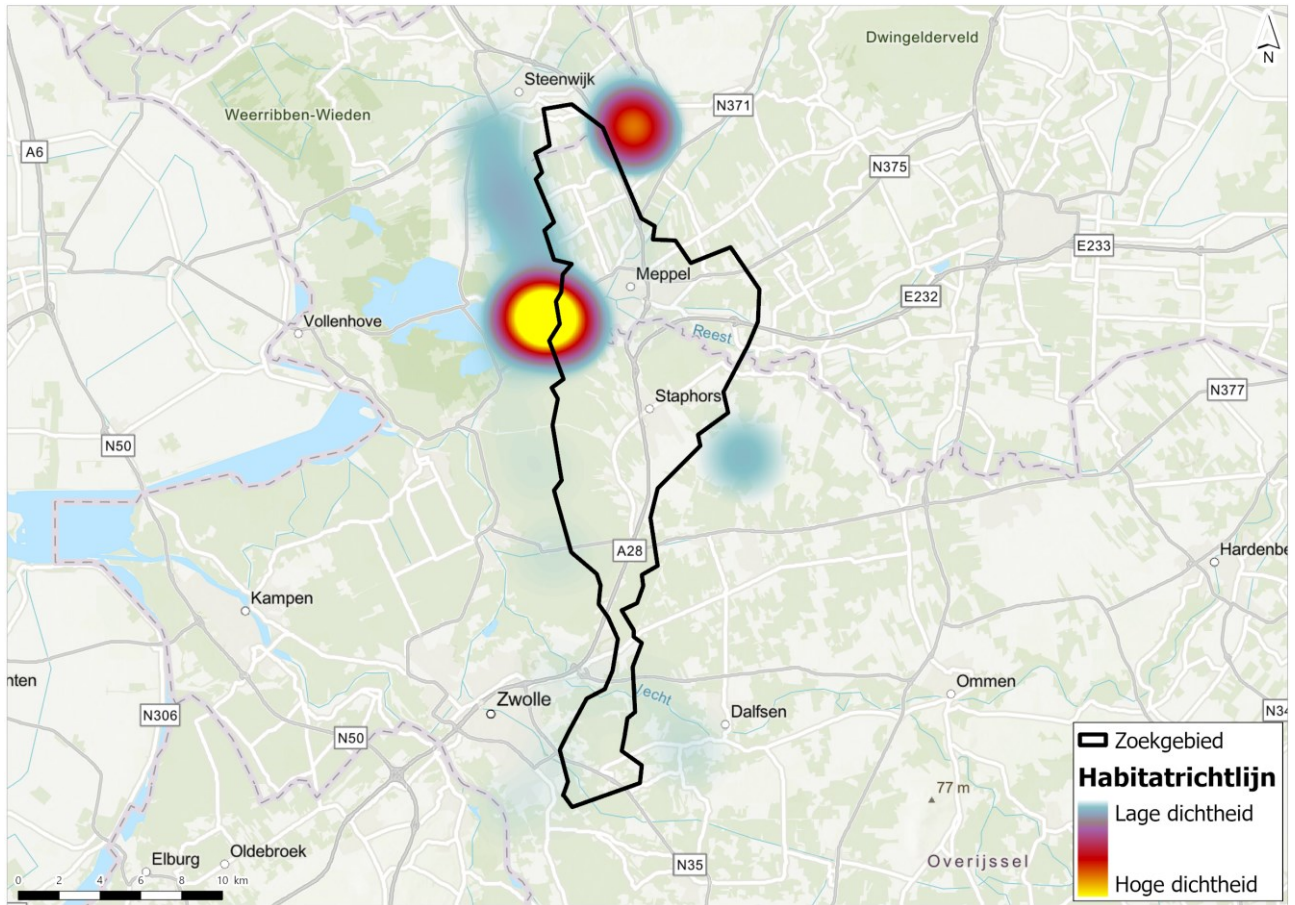 Dwingelderveld
N
Steenwijk
N371
Weerribben-Wieden
A6
N375
E233
Meppel
E232
Vollenhove
Reest
N377
Staphors
N50
A28
Hardenbe
Kampen
nten
Ommen
Zwolle
Jecht
Dalfsen
N306
N50
N34
77 m
Elburg
Oldebroek
N35
Overijssel
0 2 4 6 8 10 km
Zoekgebied
Habitatrichtlijn
Lage dichtheid
Hoge dichtheid